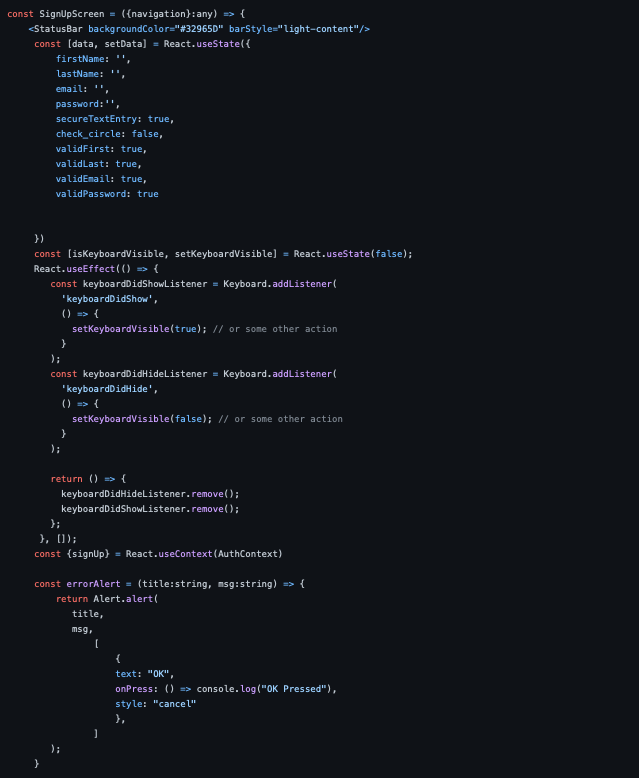 const SignUpScreen = ({navigation}:any) => {
    <StatusBar backgroundColor="#32965D" barStyle="light-content"/>
     const [data, setData] = React.useState({
         firstName: '',
         lastName: '',
         email: '',
         password:'',
         secureTextEntry: true,
         check_circle: false,
         validFirst: true,
         validLast: true,
         validEmail: true,
         validPassword: true
     })
     const [isKeyboardVisible, setKeyboardVisible] = React.useState(false);
     React.useEffect(() => {
        const keyboardDidShowListener = Keyboard.addListener(
          'keyboardDidShow',
          () => {
            setKeyboardVisible(true); // or some other action
          }
        );
        const keyboardDidHideListener = Keyboard.addListener(
          'keyboardDidHide',
          () => {
            setKeyboardVisible(false); // or some other action
          }
        );
        return () => {
          keyboardDidHideListener.remove();
          keyboardDidShowListener.remove();
        };
      }, []);
     const {signUp} = React.useContext(AuthContext)
     const errorAlert = (title:string, msg:string) => {
         return Alert.alert(
            title,
            msg,
                [
                    {
                    text: "OK",
                    onPress: () => console.log("OK Pressed"),
                    style: "cancel"
                    },
                ]
        );
     }